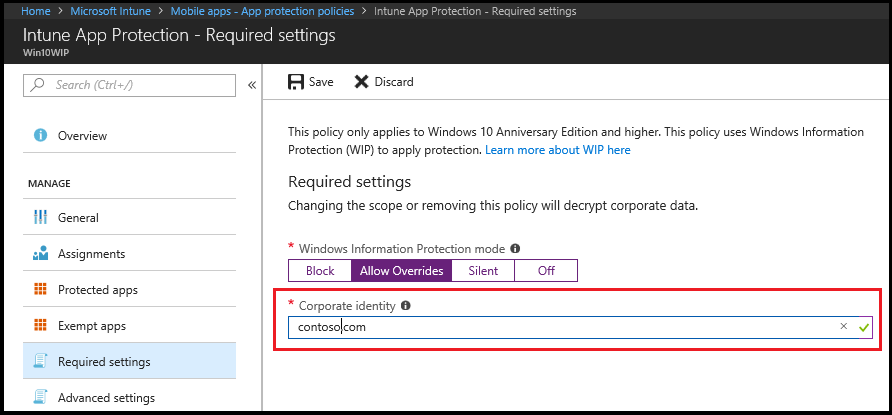 Home > Microsoft Intune > Mobile apps - App protection policies > Intune App Protection - Required settings
Intune App Protection - Required settings
Win10WIP
Search (Ctrl+/)
«
Save
Discard
Overview
MANAGE
General
Assignments
Protected apps
Exempt apps
Required settings
Advanced settings
This policy only applies to Windows 10 Anniversary Edition and higher. This policy uses Windows Information
Protection (WIP) to apply protection. Learn more about WIP here
Required settings
Changing the scope or removing this policy will decrypt corporate data.
* Windows Information Protection mode
Block Allow Overrides Silent Off
* Corporate identity
contoso.com